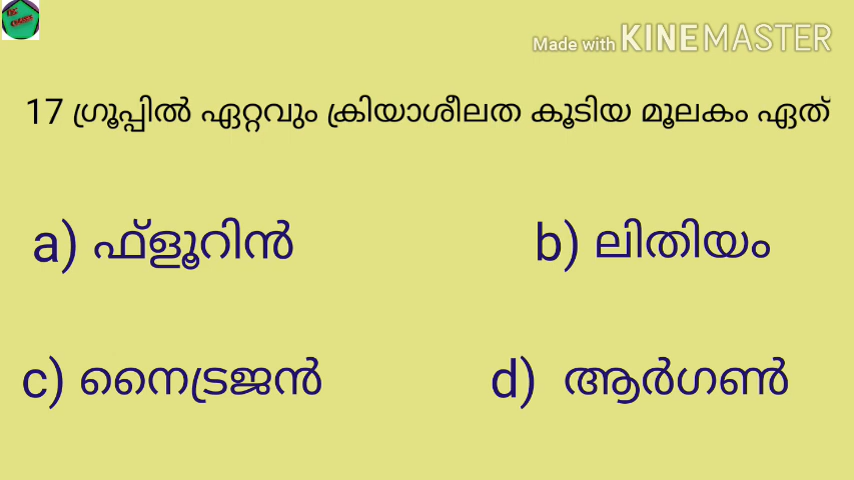 Made with KINEMASTER
17 ഗ്രൂപ്പിൽ ഏറ്റവും ക്രിയാശീലത കൂടിയ മൂലകം ഏത്
a) ഫ്ളൂറിൻ b) ലിതിയം
c) നൈട്രജൻ d) ആർഗൺ